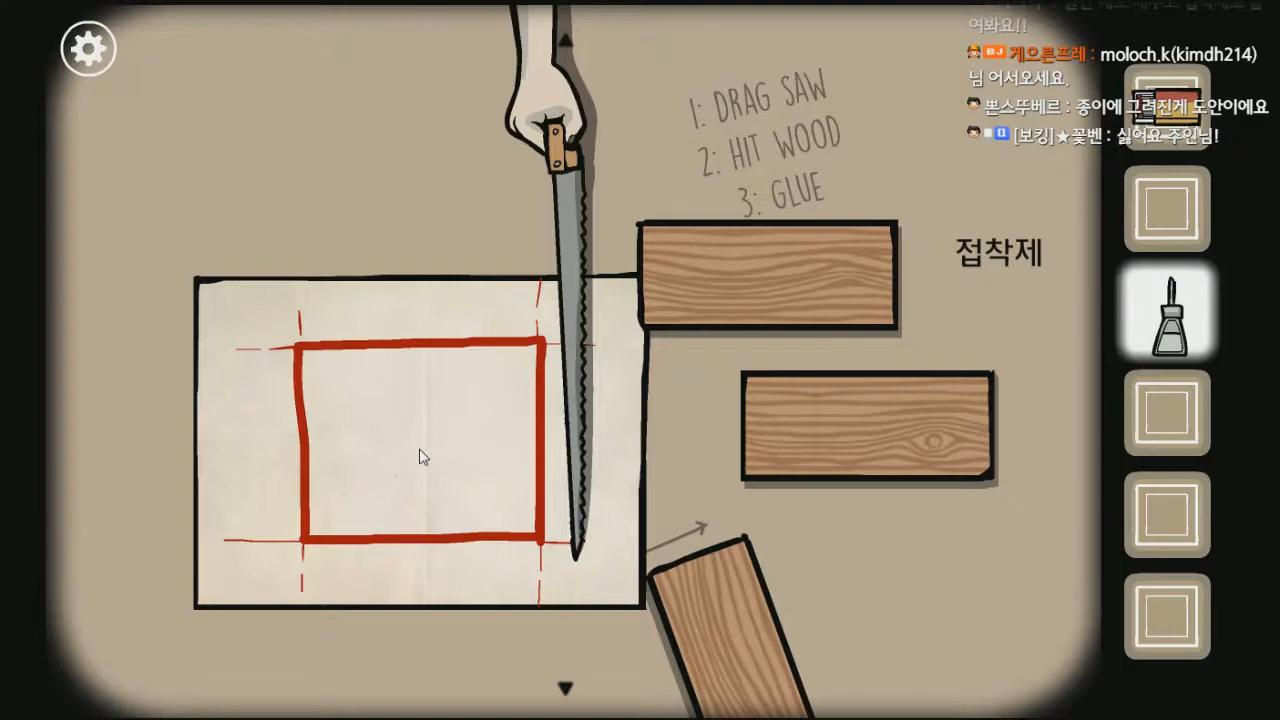 여봐요!!
BJ 게으른프레 : moloch.k(kimdh214)
님 어서오세요.
뽄스뚜베르 : 종이에 그려진게 도안이에요
[보킹]★꽃벤 : 싫어요 주인님!
1: DRAG SAW
2: HIT WOOD
3: GLUE
접착제